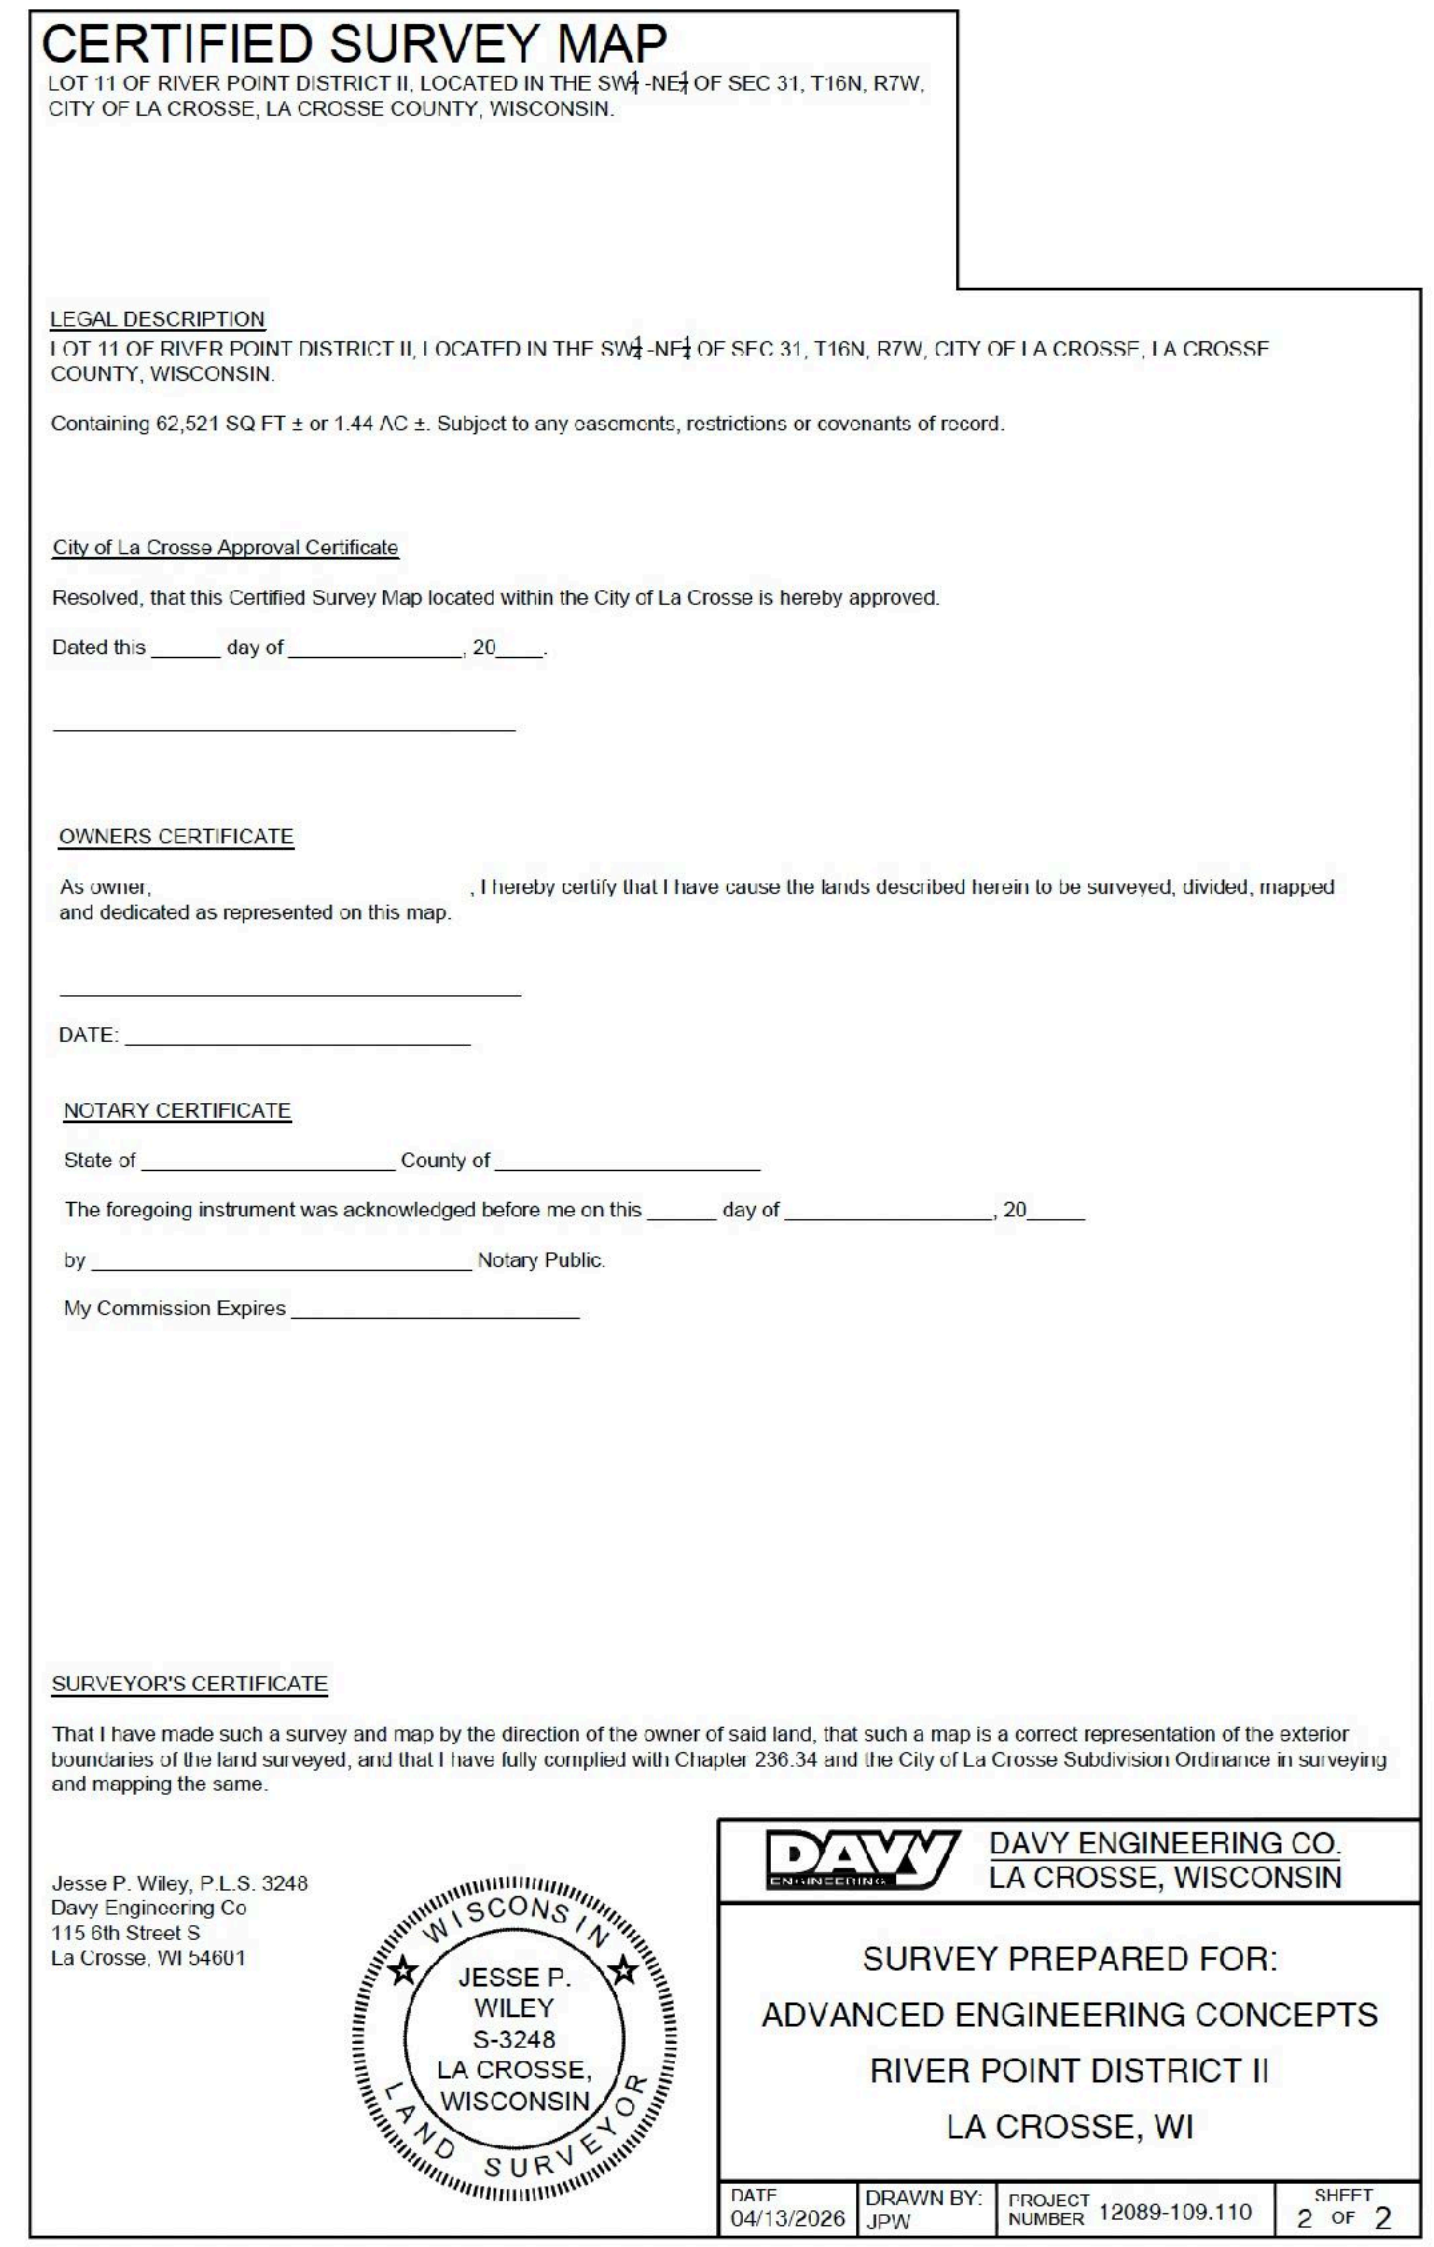 CERTIFIED SURVEY MAP
LOT 11 OF RIVER POINT DISTRICT II, LOCATED IN THE SW¼ -NE¼ OF SEC 31, T16N, R7W,
CITY OF LA CROSSE, LA CROSSE COUNTY, WISCONSIN.
LEGAL DESCRIPTION
LOT 11 OF RIVER POINT DISTRICT II, LOCATED IN THE SW¼ -NE¼ OF SEC 31, T16N, R7W, CITY OF LA CROSSE, LA CROSSE
COUNTY, WISCONSIN.
Containing 62,521 SQ FT ± or 1.44 AC ±. Subject to any easements, restrictions or covenants of record.
City of La Crosse Approval Certificate
Resolved, that this Certified Survey Map located within the City of La Crosse is hereby approved.
Dated this ______ day of _______________, 20____.
OWNERS CERTIFICATE
As owner, , I hereby certify that I have cause the lands described herein to be surveyed, divided, mapped
and dedicated as represented on this map.
DATE: ______________________________
NOTARY CERTIFICATE
State of ______________________ County of _______________________
The foregoing instrument was acknowledged before me on this ______ day of __________________, 20_____
by _________________________________ Notary Public.
My Commission Expires _________________________
SURVEYOR'S CERTIFICATE
That I have made such a survey and map by the direction of the owner of said land, that such a map is a correct representation of the exterior
boundaries of the land surveyed, and that I have fully complied with Chapter 236.34 and the City of La Crosse Subdivision Ordinance in surveying
and mapping the same.
Jesse P. Wiley, P.L.S. 3248
Davy Engineering Co
115 6th Street S
La Crosse, WI 54601
WISCONSIN
JESSE P.
WILEY
S-3248
LA CROSSE,
WISCONSIN
LAND SURVEYOR
DAVY
ENGINEERING
DAVY ENGINEERING CO.
LA CROSSE, WISCONSIN
SURVEY PREPARED FOR:
ADVANCED ENGINEERING CONCEPTS
RIVER POINT DISTRICT II
LA CROSSE, WI
DATE
04/13/2026
DRAWN BY:
JPW
PROJECT
NUMBER 12089-109.110
SHEET
2 OF 2